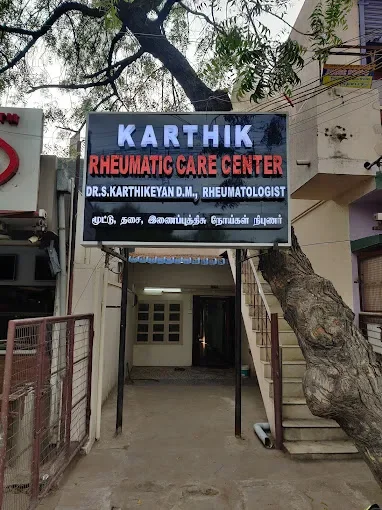 KARTHIK
RHEUMATIC CARE CENTER
DR.S.KARTHIKEYAN D.M., RHEUMATOLOGIST
மூட்டு, தசை, இணைப்புத்திசு நோய்கள் நிபுணர்